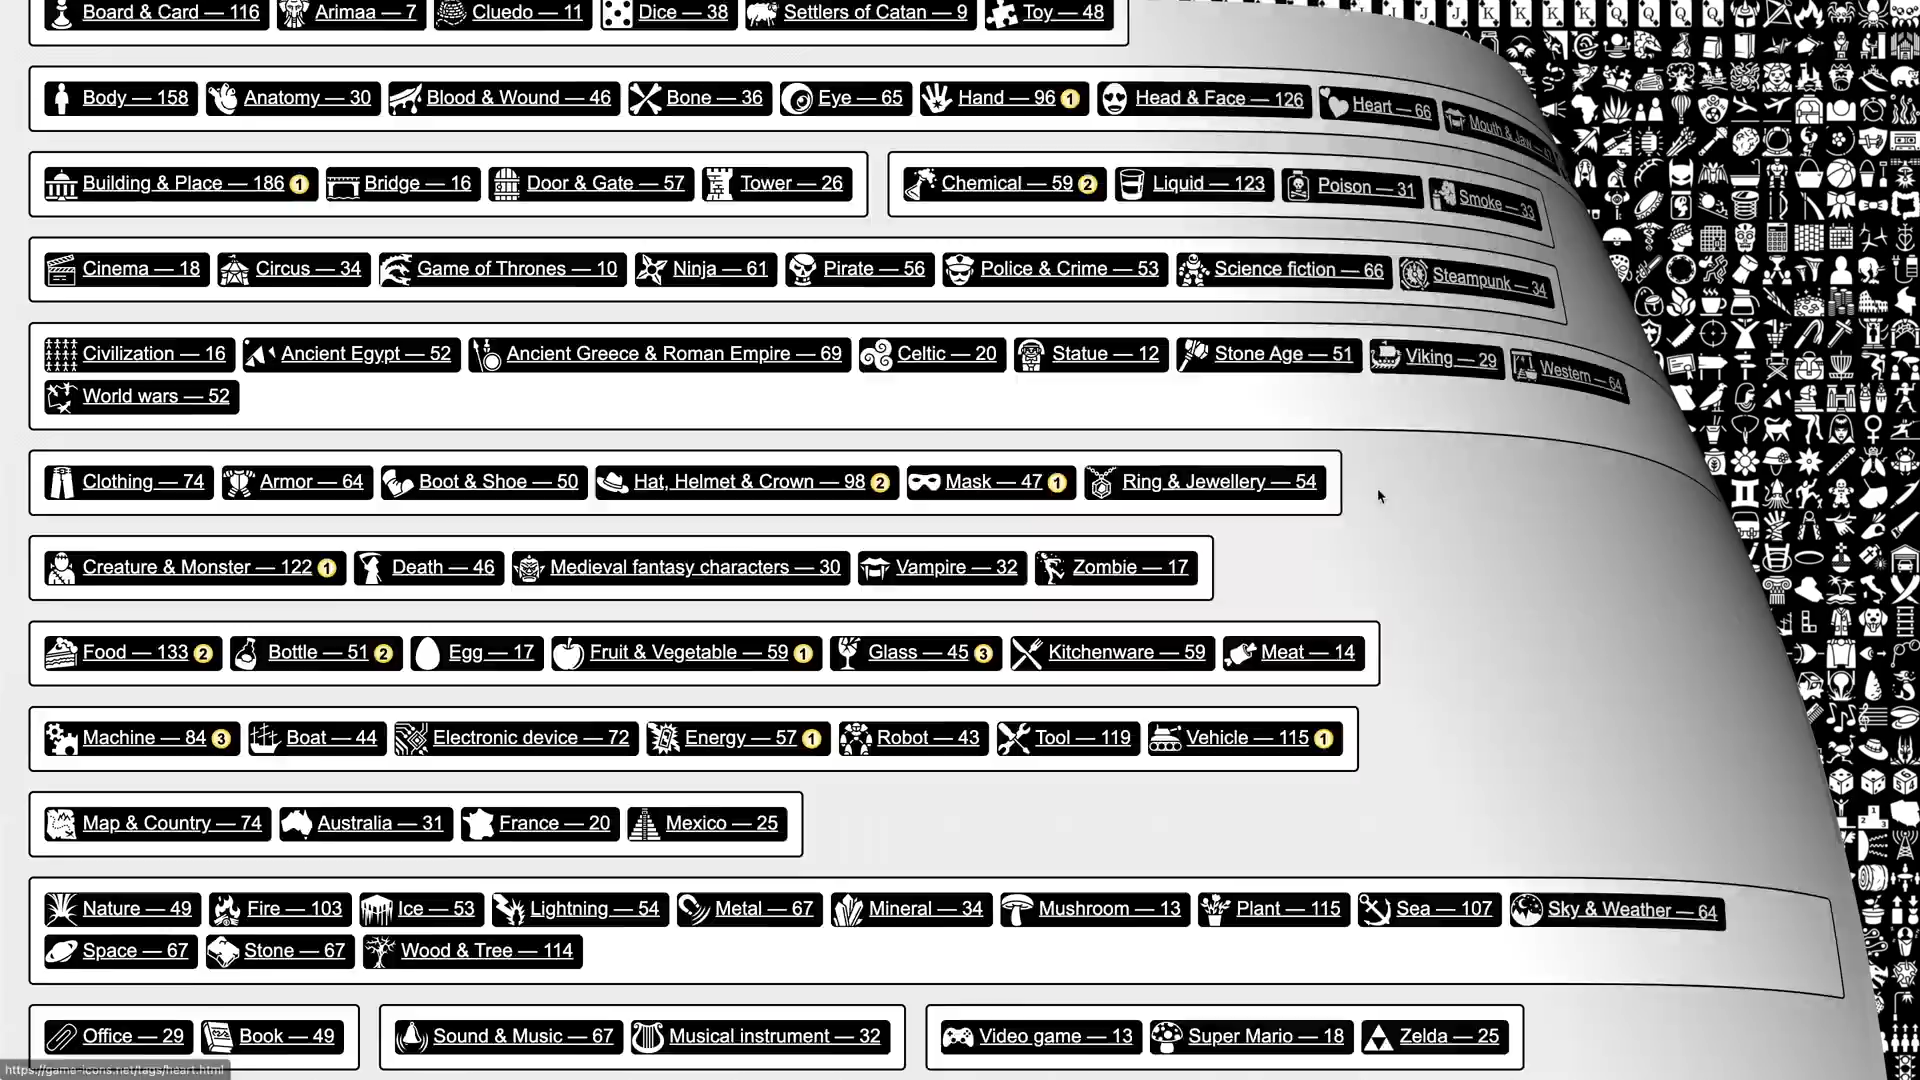 Board & Card — 116 Arimaa — 7 Cluedo — 11 Dice — 38 Settlers of Catan — 9 Toy — 48
Body — 158 Anatomy — 30 Blood & Wound — 46 Bone — 36 Eye — 65 Hand — 96 1 Head & Face — 126 Heart — 66 Mouth & Jaw
Building & Place — 186 1 Bridge — 16 Door & Gate — 57 Tower — 26
Chemical — 59 2 Liquid — 123 Poison — 31 Smoke — 33
Cinema — 18 Circus — 34 Game of Thrones — 10 Ninja — 61 Pirate — 56 Police & Crime — 53 Science fiction — 66 Steampunk — 34
Civilization — 16 Ancient Egypt — 52 Ancient Greece & Roman Empire — 69 Celtic — 20 Statue — 12 Stone Age — 51 Viking — 29 Western — 64
World wars — 52
Clothing — 74 Armor — 64 Boot & Shoe — 50 Hat, Helmet & Crown — 98 2 Mask — 47 1 Ring & Jewellery — 54
Creature & Monster — 122 1 Death — 46 Medieval fantasy characters — 30 Vampire — 32 Zombie — 17
Food — 133 2 Bottle — 51 2 Egg — 17 Fruit & Vegetable — 59 1 Glass — 45 3 Kitchenware — 59 Meat — 14
Machine — 84 3 Boat — 44 Electronic device — 72 Energy — 57 1 Robot — 43 Tool — 119 Vehicle — 115 1
Map & Country — 74 Australia — 31 France — 20 Mexico — 25
Nature — 49 Fire — 103 Ice — 53 Lightning — 54 Metal — 67 Mineral — 34 Mushroom — 13 Plant — 115 Sea — 107 Sky & Weather — 64
Space — 67 Stone — 67 Wood & Tree — 114
Office — 29 Book — 49
Sound & Music — 67 Musical instrument — 32
Video game — 13 Super Mario — 18 Zelda — 25
https://game-icons.net/tags/heart.html